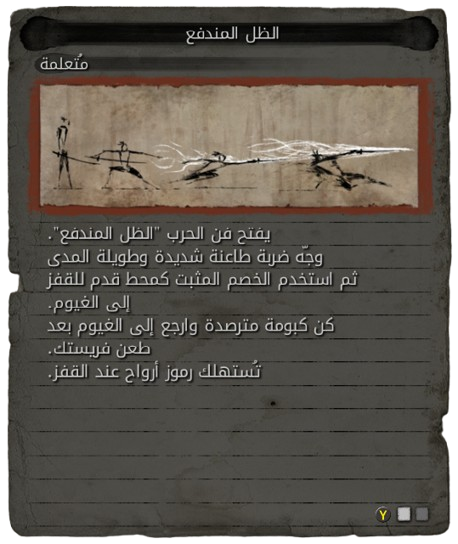 الظل المندفع
مُتعلمة
يفتح فن الحرب "الظل المندفع".
وجّه ضربة طاعنة شديدة وطويلة المدى
ثم استخدم الخصم المثبت كمحط قدم للقفز
إلى الغيوم.
كن كبومة مترصدة وارجع إلى الغيوم بعد
طعن فريستك.
تُستهلك رموز أرواح عند القفز.
Y